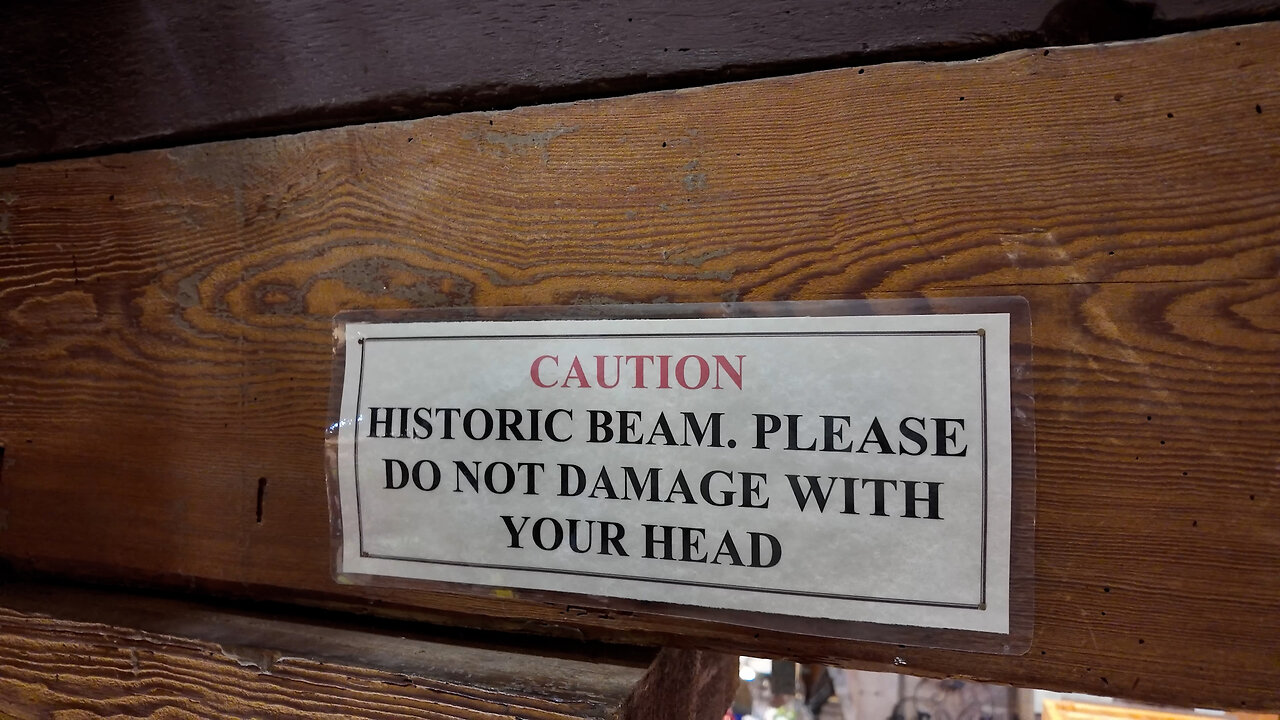 CAUTION
HISTORIC BEAM. PLEASE
DO NOT DAMAGE WITH
YOUR HEAD